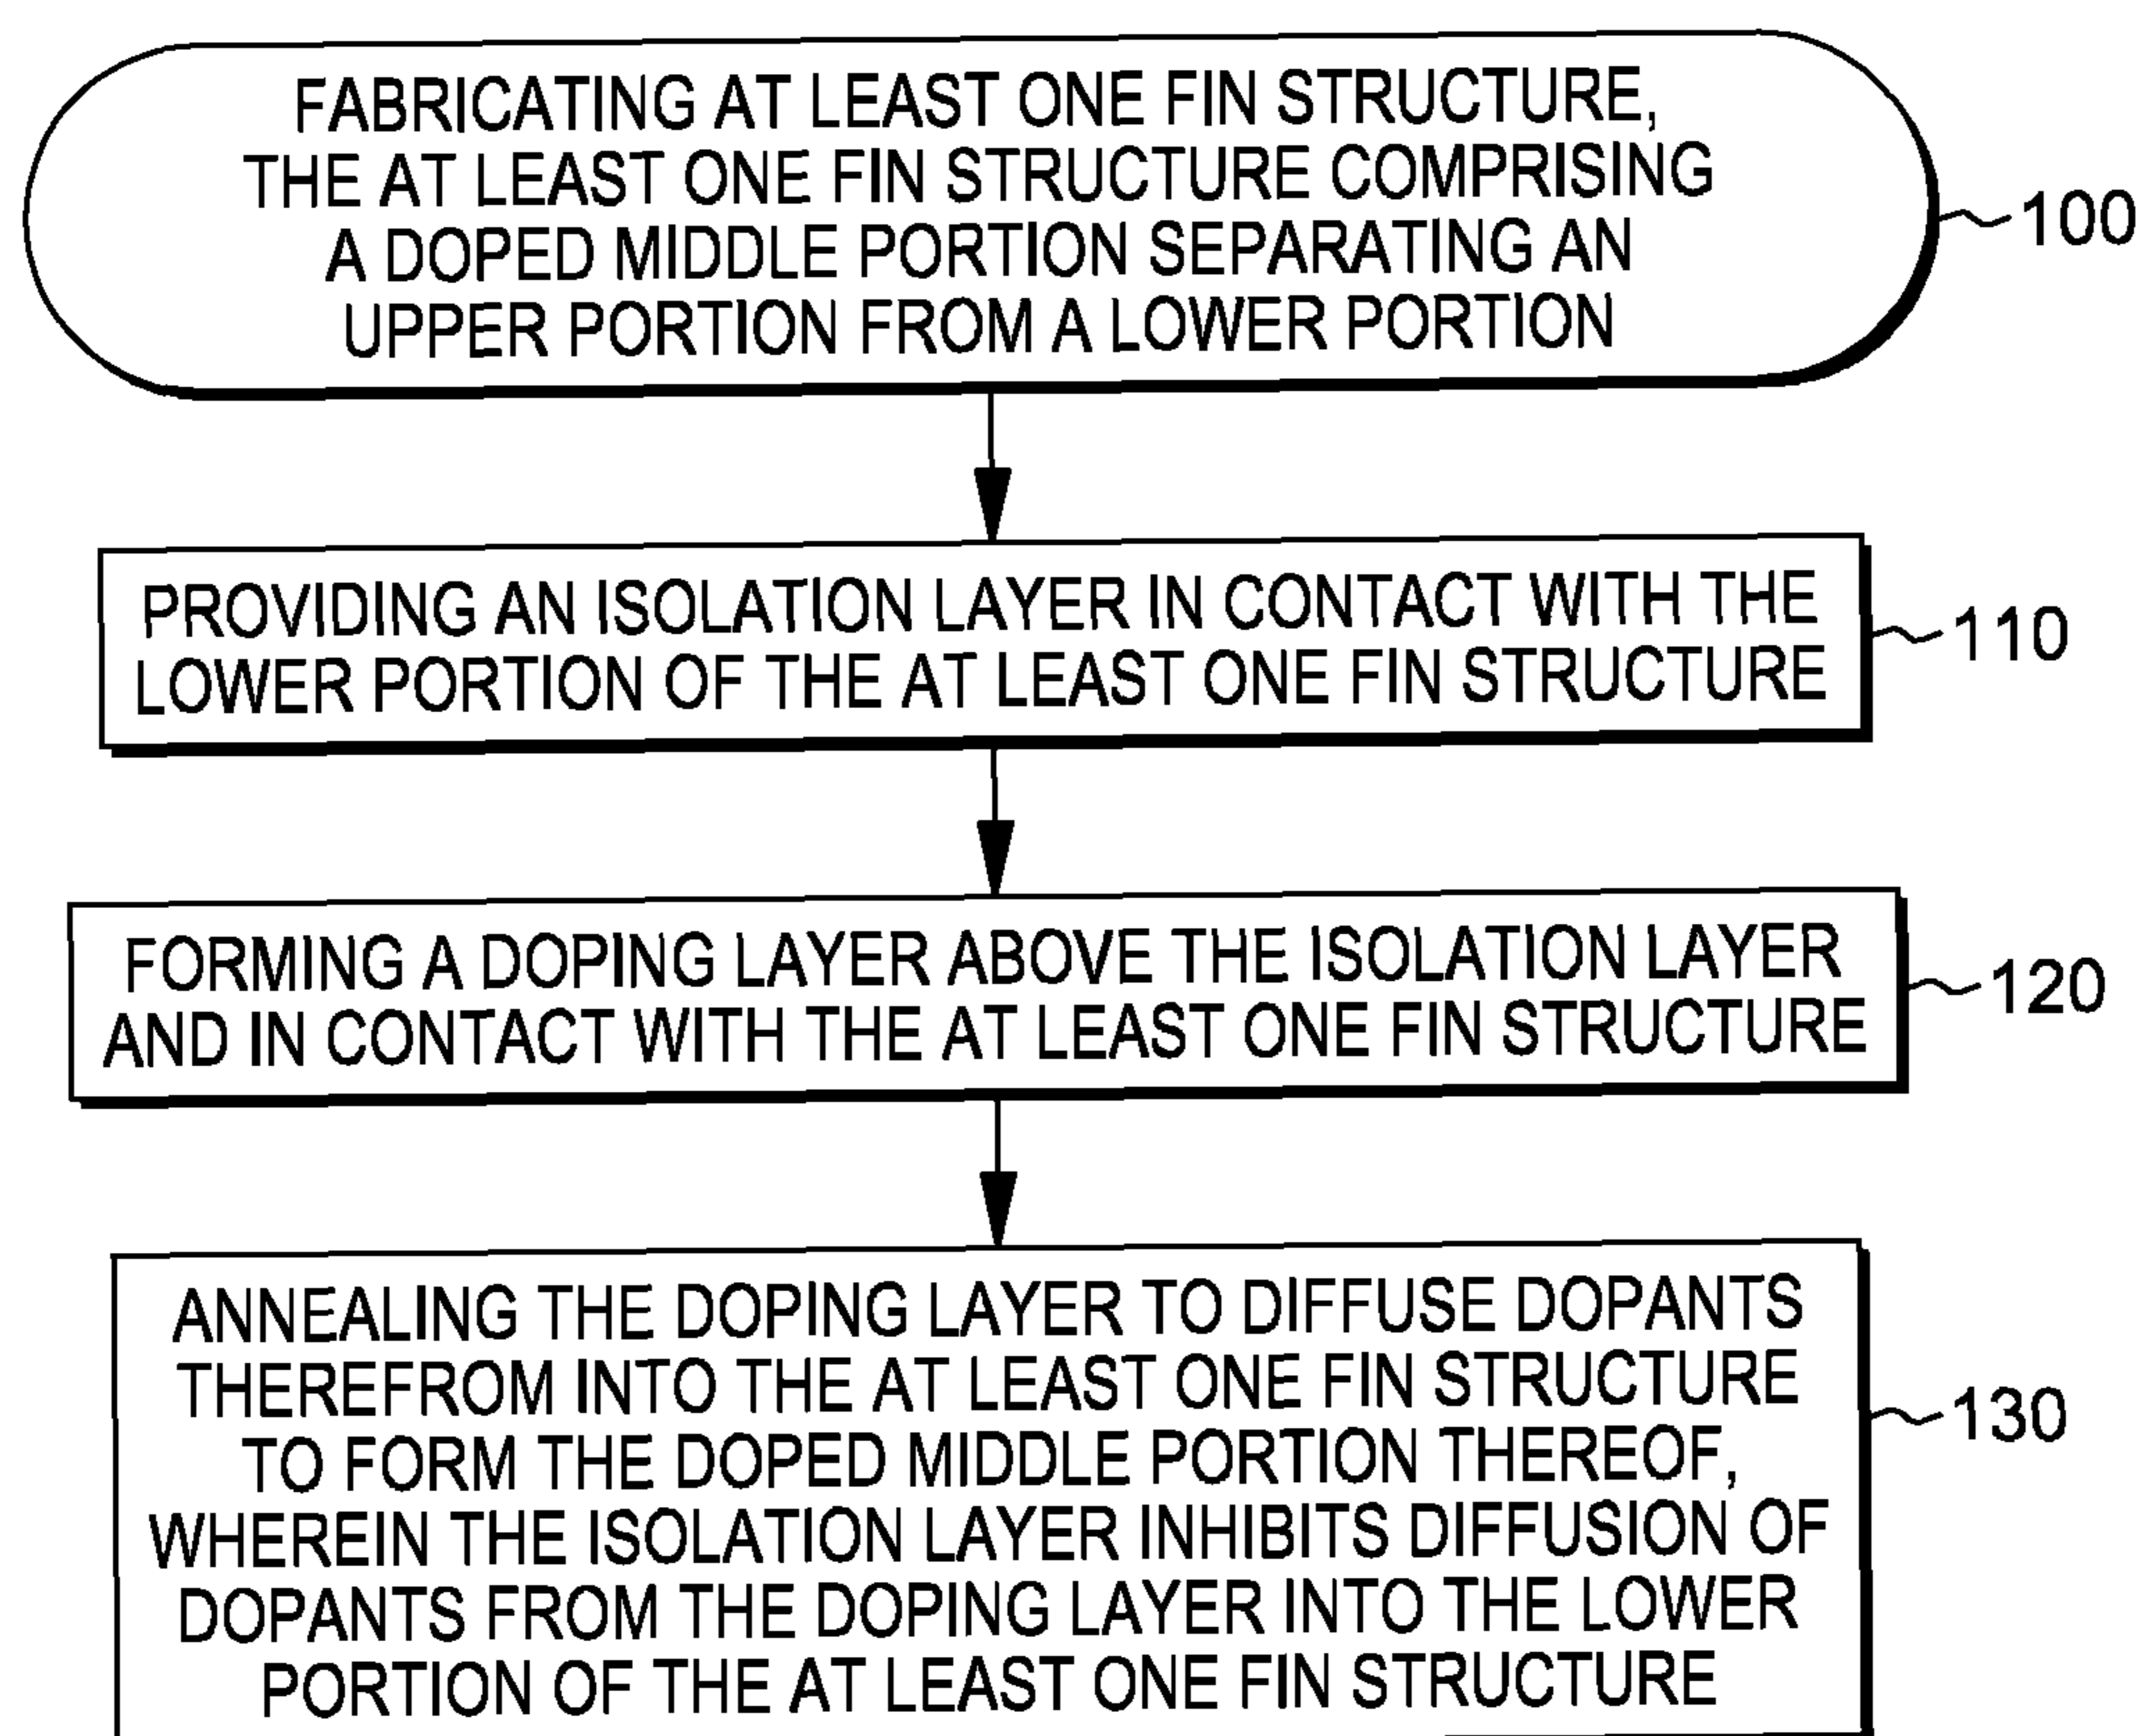 FABRICATING AT LEAST ONE FIN STRUCTURE,
THE AT LEAST ONE FIN STRUCTURE COMPRISING
A DOPED MIDDLE PORTION SEPARATING AN
UPPER PORTION FROM A LOWER PORTION
100
PROVIDING AN ISOLATION LAYER IN CONTACT WITH THE
LOWER PORTION OF THE AT LEAST ONE FIN STRUCTURE
110
FORMING A DOPING LAYER ABOVE THE ISOLATION LAYER
AND IN CONTACT WITH THE AT LEAST ONE FIN STRUCTURE
120
ANNEALING THE DOPING LAYER TO DIFFUSE DOPANTS
THEREFROM INTO THE AT LEAST ONE FIN STRUCTURE
TO FORM THE DOPED MIDDLE PORTION THEREOF,
WHEREIN THE ISOLATION LAYER INHIBITS DIFFUSION OF
DOPANTS FROM THE DOPING LAYER INTO THE LOWER
PORTION OF THE AT LEAST ONE FIN STRUCTURE
130